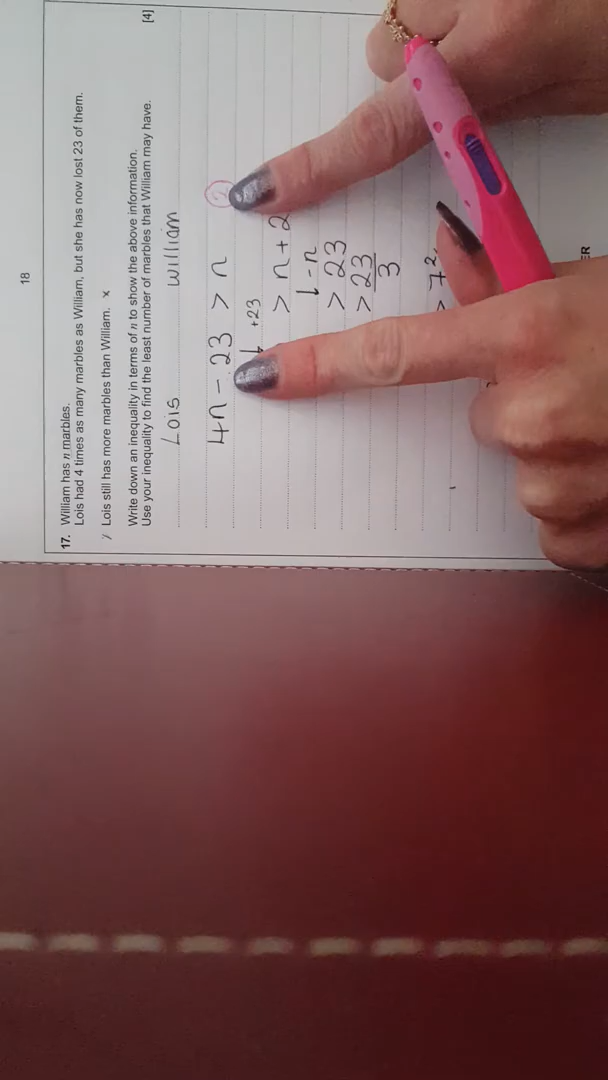 18
17. William has n marbles.
Lois had 4 times as many marbles as William, but she has now lost 23 of them.
Lois still has more marbles than William. x
Write down an inequality in terms of n to show the above information.
Use your inequality to find the least number of marbles that William may have.
[4]
Lois William
4n - 23 > n
+23
> n + 2
- n
> 23
> 23
3
> 7
ER